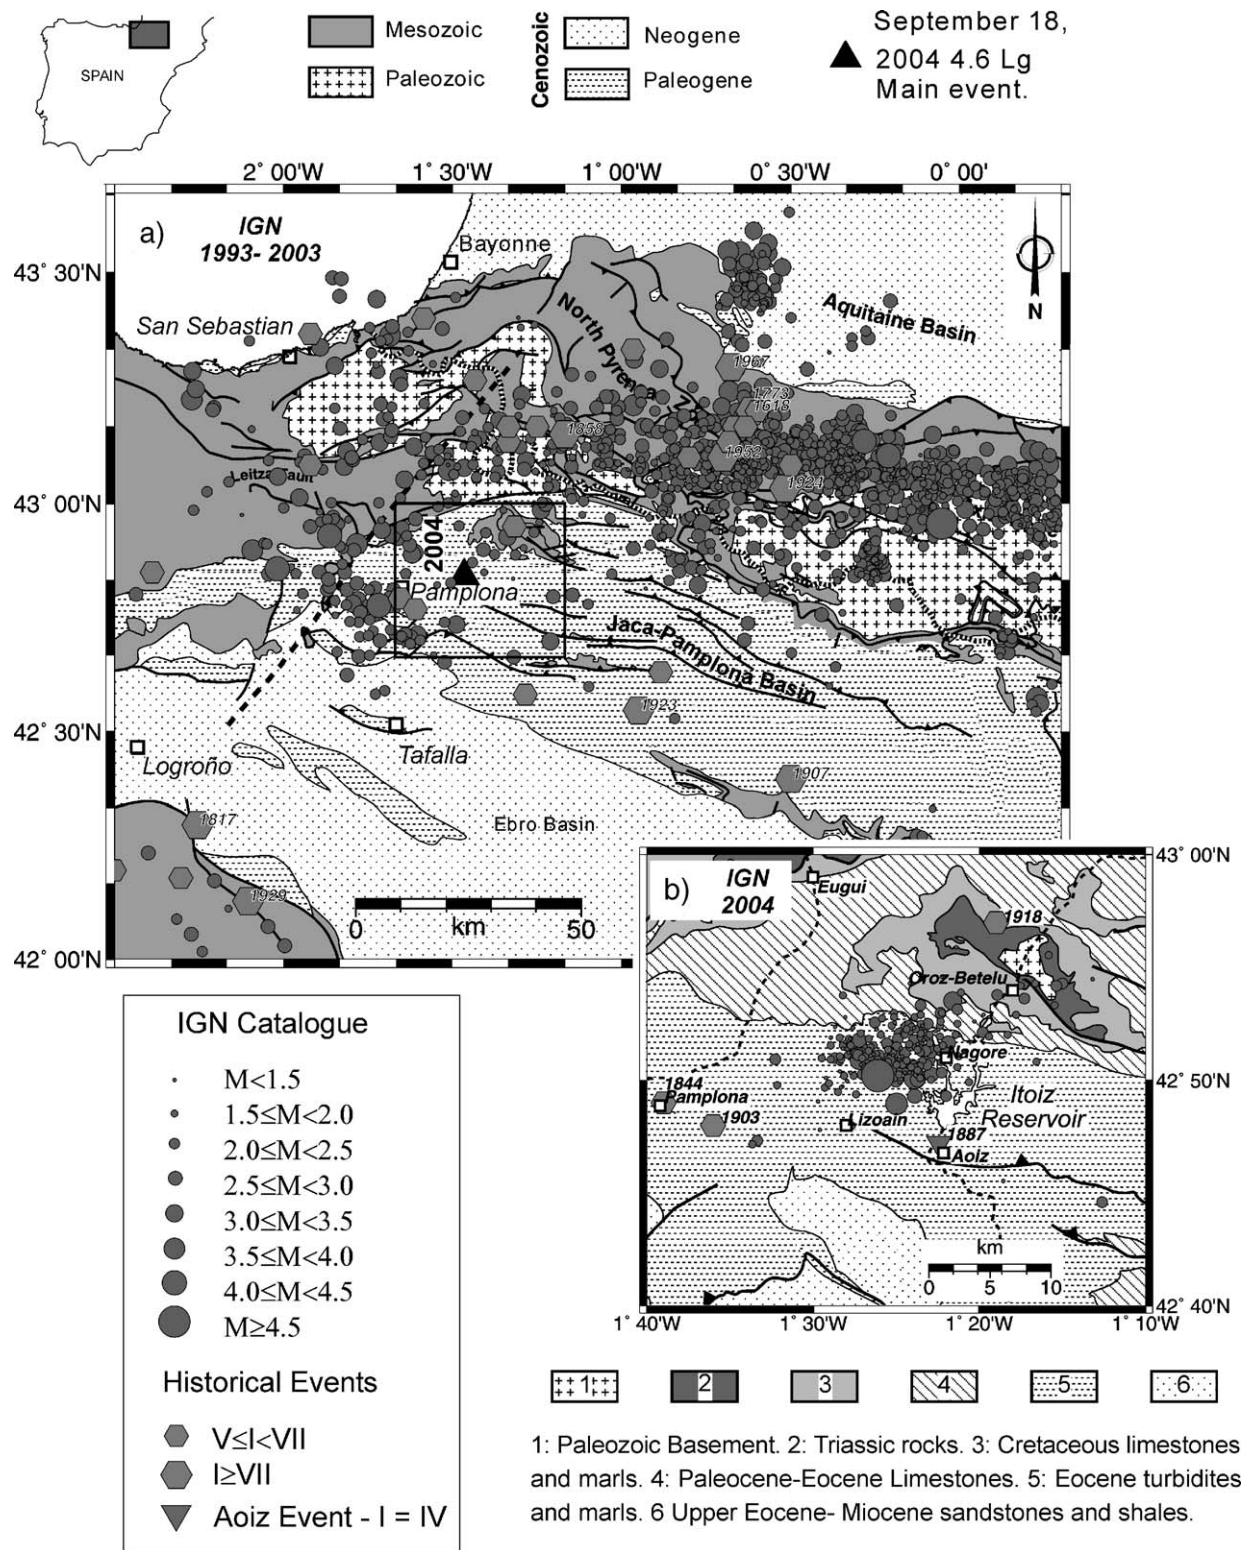 SPAIN
Mesozoic
Paleozoic
Cenozoic
Neogene
Paleogene
September 18,
2004 4.6 Lg
Main event.
2° 00'W
1° 30'W
1° 00'W
0° 30'W
0° 00'
a)
IGN
1993- 2003
Bayonne
N
43° 30'N
San Sebastian
North Pyrenea
Aquitaine Basin
1967
1773
1618
1858
1952
1924
Leitza Fault
43° 00'N
2004
Pamplona
Jaca-Pamplona Basin
1923
42° 30'N
Logroño
Tafalla
1907
1817
Ebro Basin
1929
0
km
50
42° 00'N
b)
IGN
2004
43° 00'N
Eugui
1918
Oroz-Betelu
Nagore
42° 50'N
1844
Pamplona
1903
Itoiz
Reservoir
Lizoain
1887
Aoiz
km
0
5
10
42° 40'N
1° 40'W
1° 30'W
1° 20'W
1° 10'W
IGN Catalogue
M<1.5
1.5≤M<2.0
2.0≤M<2.5
2.5≤M<3.0
3.0≤M<3.5
3.5≤M<4.0
4.0≤M<4.5
M≥4.5
Historical Events
V≤I<VII
I≥VII
Aoiz Event - I = IV
1
2
3
4
5
6
1: Paleozoic Basement. 2: Triassic rocks. 3: Cretaceous limestones
and marls. 4: Paleocene-Eocene Limestones. 5: Eocene turbidites
and marls. 6 Upper Eocene- Miocene sandstones and shales.